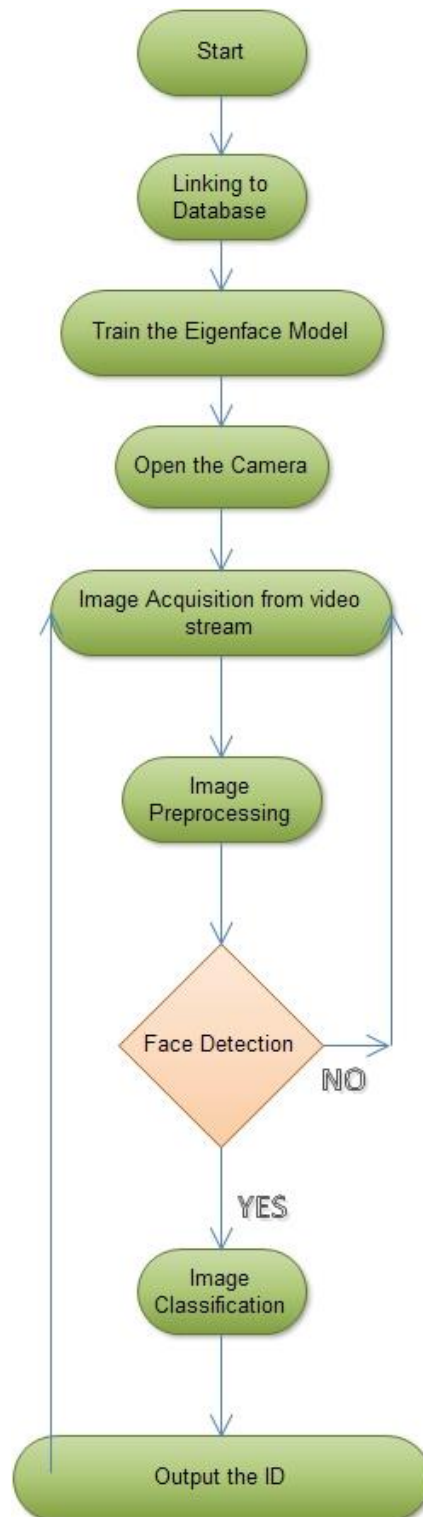 Start
Linking to
Database
Train the Eigenface Model
Open the Camera
Image Acquisition from video
stream
Image
Preprocessing
Face Detection
NO
YES
Image
Classification
Output the ID